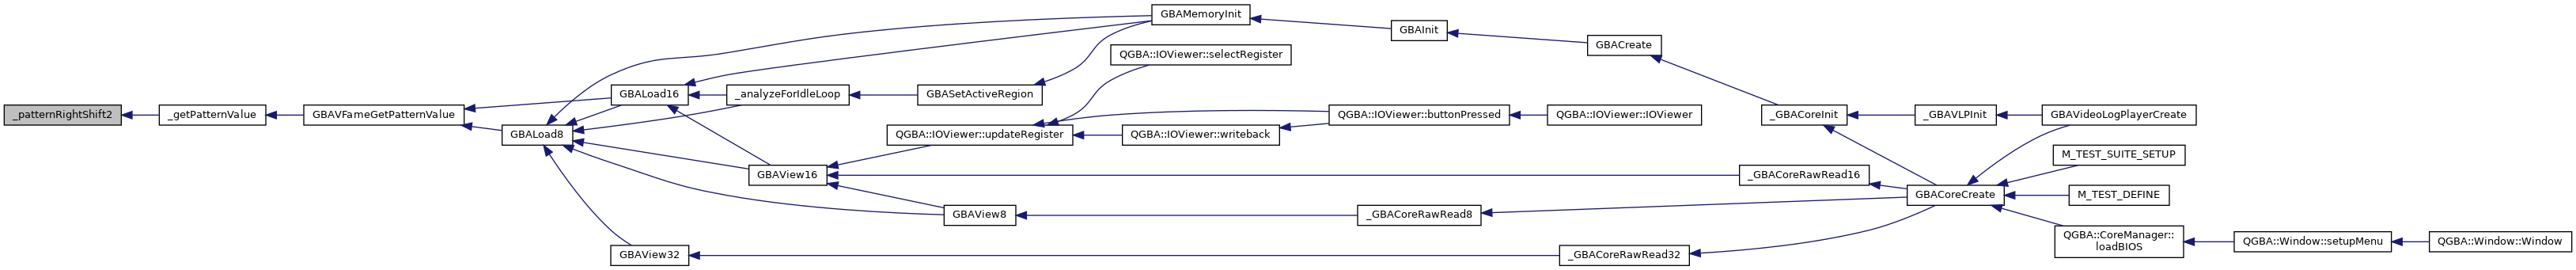 _patternRightShift2
_getPatternValue
GBAVFameGetPatternValue
GBALoad16
GBALoad8
_analyzeForIdleLoop
GBASetActiveRegion
GBAMemoryInit
GBAInit
GBACreate
_GBACoreInit
_GBAVLPInit
GBAVideoLogPlayerCreate
QGBA::IOViewer::selectRegister
QGBA::IOViewer::updateRegister
QGBA::IOViewer::writeback
QGBA::IOViewer::buttonPressed
QGBA::IOViewer::IOViewer
GBAView16
_GBACoreRawRead16
GBAView8
_GBACoreRawRead8
GBAView32
_GBACoreRawRead32
GBACoreCreate
M_TEST_SUITE_SETUP
M_TEST_DEFINE
QGBA::CoreManager::
loadBIOS
QGBA::Window::setupMenu
QGBA::Window::Window